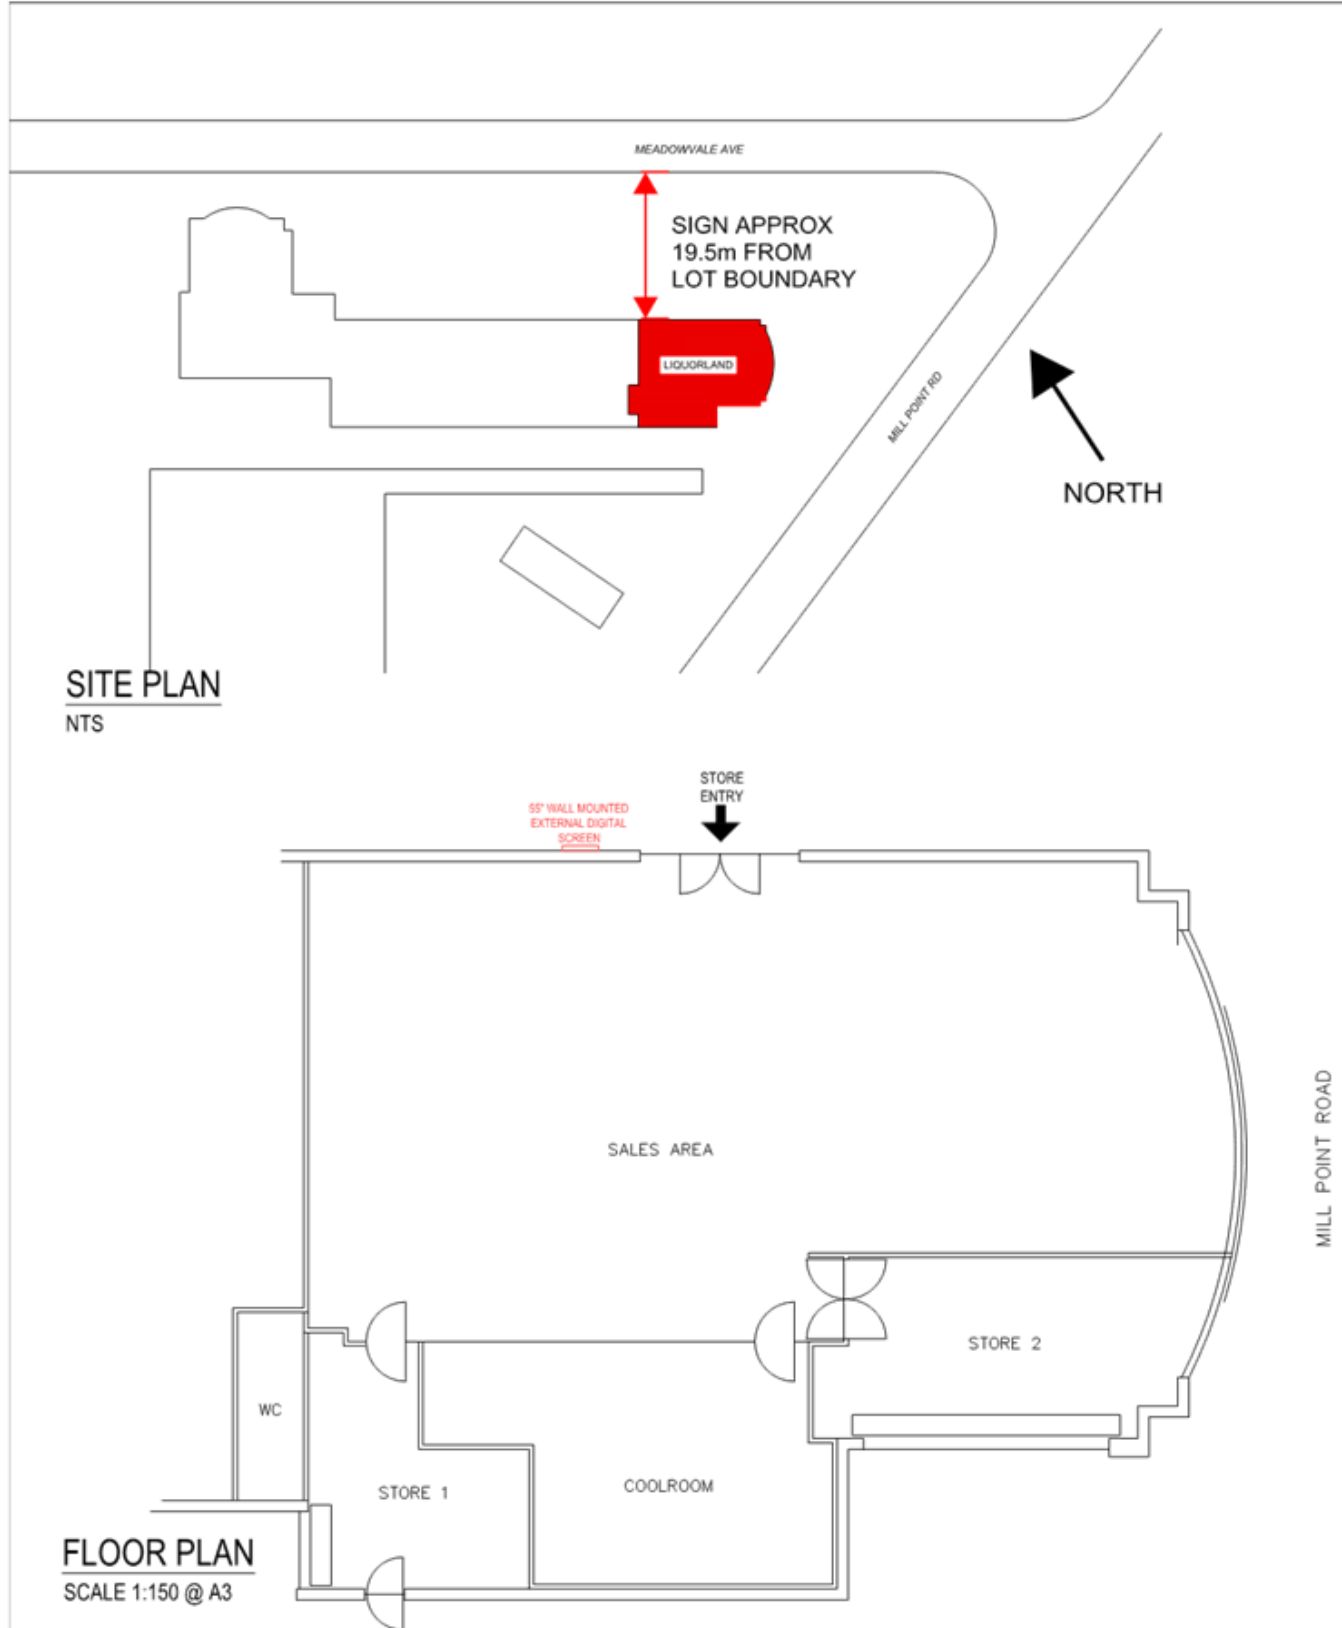 MEADOWVALE AVE
SIGN APPROX
19.5m FROM
LOT BOUNDARY
LIQUORLAND
MILL POINT RD
NORTH
SITE PLAN
NTS
STORE
ENTRY
55" WALL MOUNTED
EXTERNAL DIGITAL
SCREEN
SALES AREA
MILL POINT ROAD
STORE 2
WC
STORE 1
COOLROOM
FLOOR PLAN
SCALE 1:150 @ A3